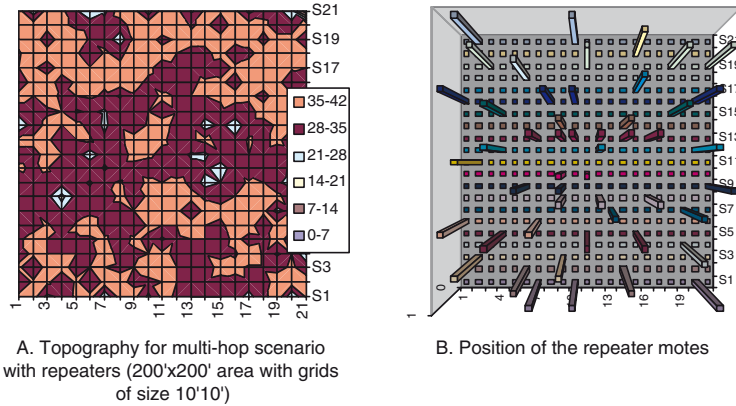 S21
S19
S17
35-42
28-35
21-28
14-21
7-14
0-7
S3
S1
1 3 5 7 9 11 13 15 17 19 21
A. Topography for multi-hop scenario
with repeaters (200'x200' area with grids
of size 10'10')
S21
S19
S17
S15
S13
S11
S9
S7
S5
S3
S1
0
1
1 4 7 10 13 16 19
B. Position of the repeater motes